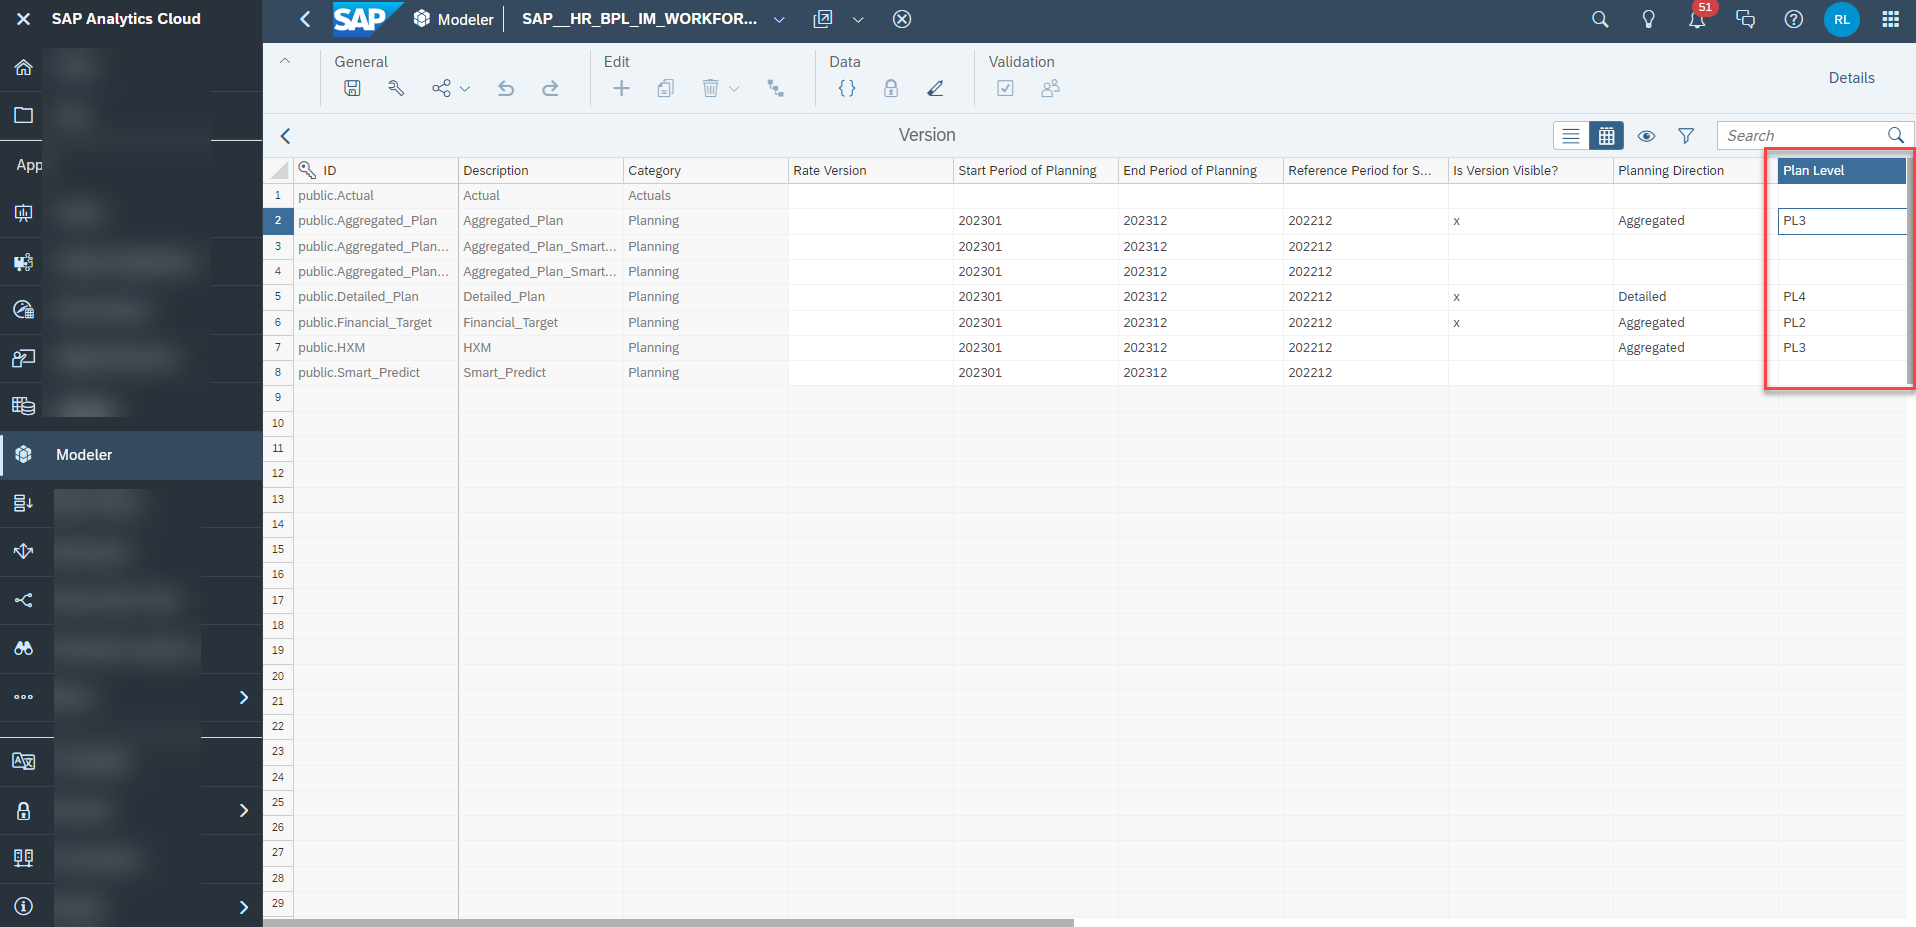 SAP Analytics Cloud
SAP Modeler SAP__HR_BPL_IM_WORKFOR...
51
RL
General Edit Data Validation
Details
Version
Search
App
Modeler
ID Description Category Rate Version Start Period of Planning End Period of Planning Reference Period for S... Is Version Visible? Planning Direction Plan Level
1 public.Actual Actual Actuals
2 public.Aggregated_Plan Aggregated_Plan Planning 202301 202312 202212 x Aggregated PL3
3 public.Aggregated_Plan... Aggregated_Plan_Smart... Planning 202301 202312 202212
4 public.Aggregated_Plan... Aggregated_Plan_Smart... Planning 202301 202312 202212
5 public.Detailed_Plan Detailed_Plan Planning 202301 202312 202212 x Detailed PL4
6 public.Financial_Target Financial_Target Planning 202301 202312 202212 x Aggregated PL2
7 public.HXM HXM Planning 202301 202312 202212 Aggregated PL3
8 public.Smart_Predict Smart_Predict Planning 202301 202312 202212
9
10
11
12
13
14
15
16
17
18
19
20
21
22
23
24
25
26
27
28
29